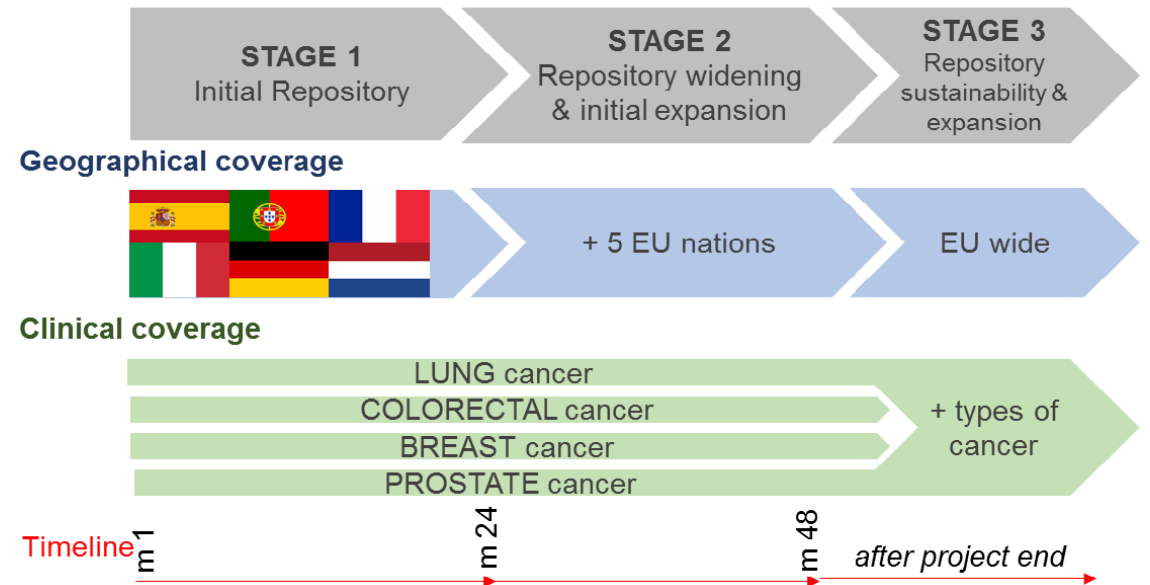 STAGE 1
Initial Repository
STAGE 2
Repository widening
& initial expansion
STAGE 3
Repository
sustainability &
expansion
Geographical coverage
+ 5 EU nations
EU wide
Clinical coverage
LUNG cancer
COLORECTAL cancer
BREAST cancer
PROSTATE cancer
+ types of
cancer
Timeline
m 1
m 24
m 48
after project end